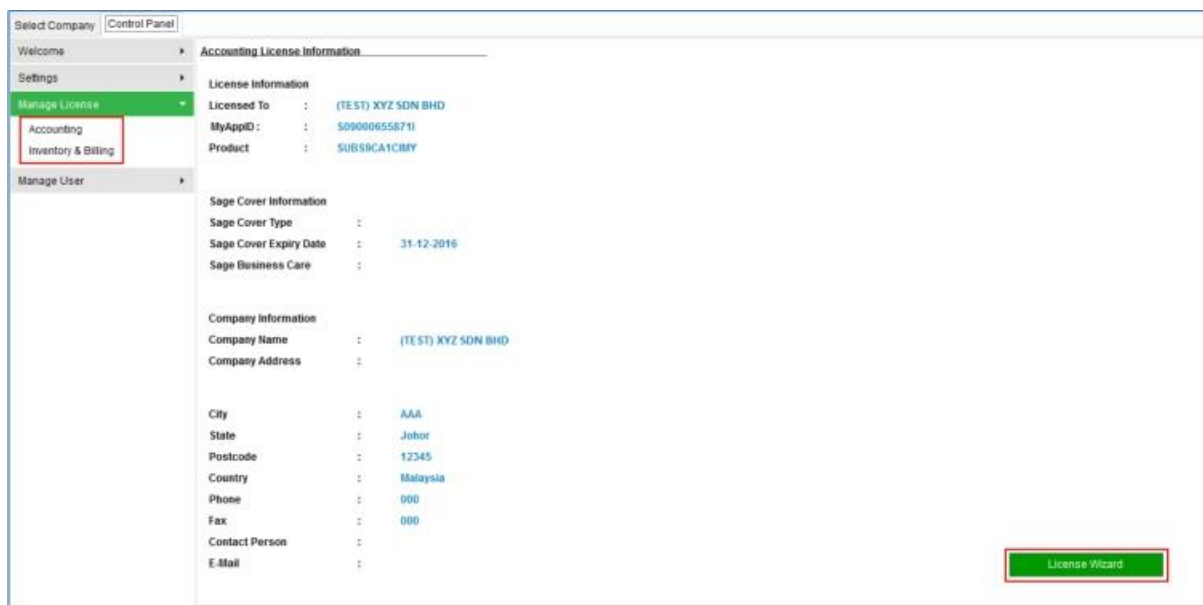 Select Company Control Panel
Welcome
Settings
Manage License
Accounting
Inventory & Billing
Manage User
Accounting License Information
License Information
Licensed To : (TEST) XYZ SDN BHD
MyAppID : : S09000655871I
Product : SUBS9CA1CIMY
Sage Cover Information
Sage Cover Type :
Sage Cover Expiry Date : 31-12-2016
Sage Business Care :
Company Information
Company Name : (TEST) XYZ SDN BHD
Company Address :
City : AAA
State : Johor
Postcode : 12345
Country : Malaysia
Phone : 000
Fax : 000
Contact Person :
E-Mail :
License Wizard